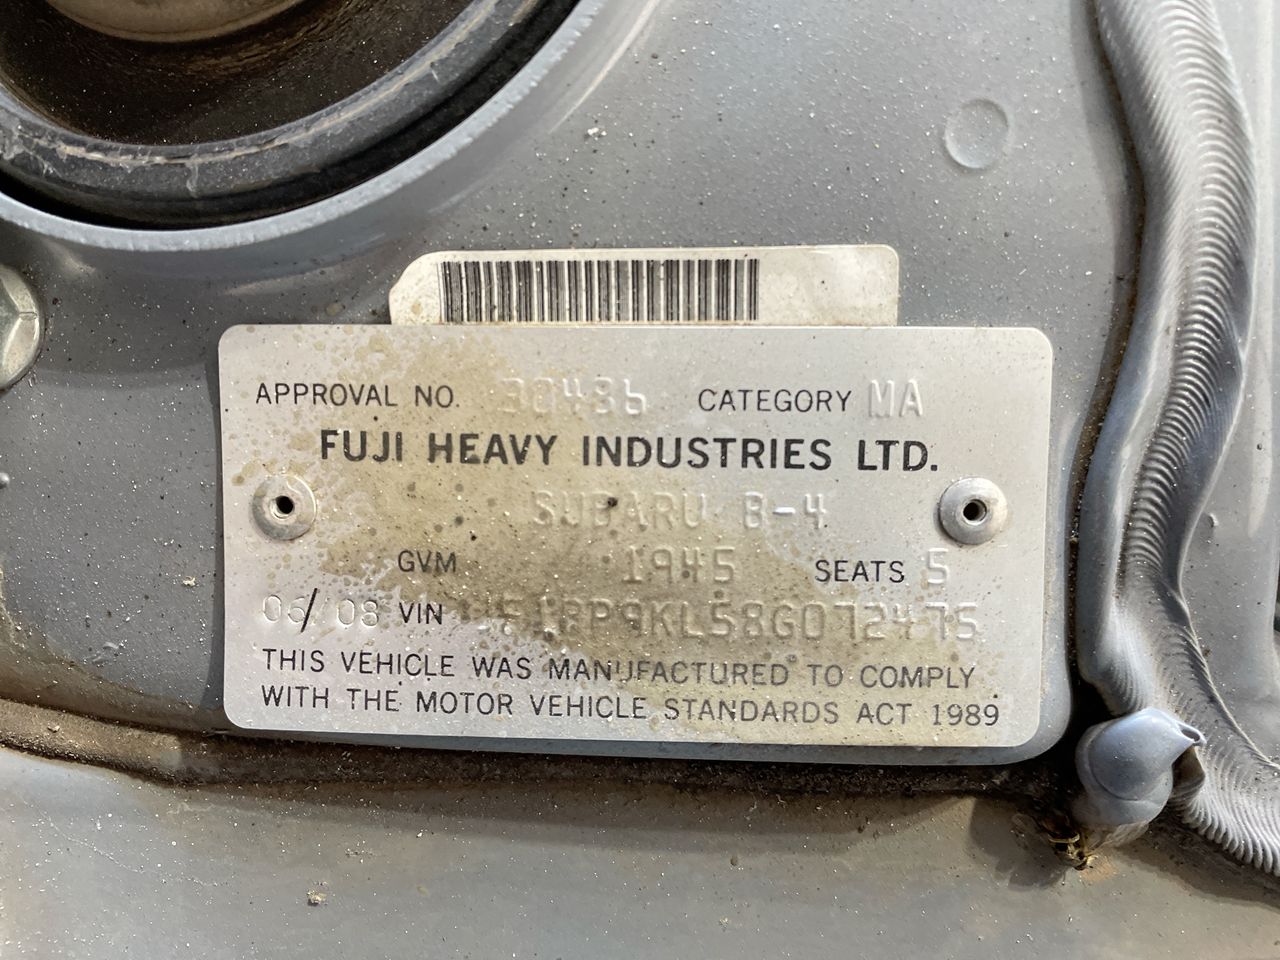 APPROVAL NO. 30486 CATEGORY MA
FUJI HEAVY INDUSTRIES LTD.
SUBARU B-4
GVM 1945 SEATS 5
06/08 VIN
THIS VEHICLE WAS MANUFACTURED TO COMPLY
WITH THE MOTOR VEHICLE STANDARDS ACT 1989